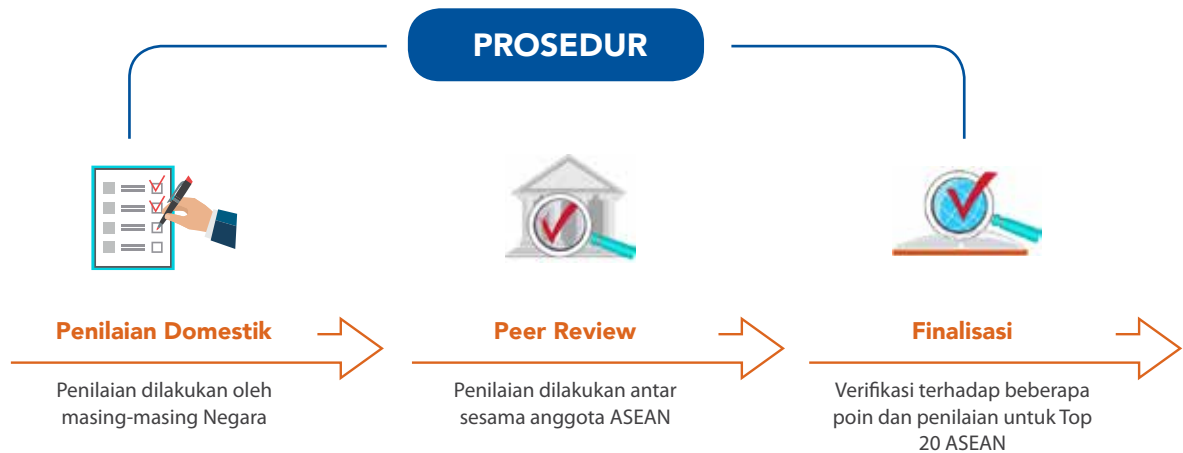 PROSEDUR
Penilaian Domestik
Penilaian dilakukan oleh
masing-masing Negara
Peer Review
Penilaian dilakukan antar
sesama anggota ASEAN
Finalisasi
Verifikasi terhadap beberapa
poin dan penilaian untuk Top
20 ASEAN